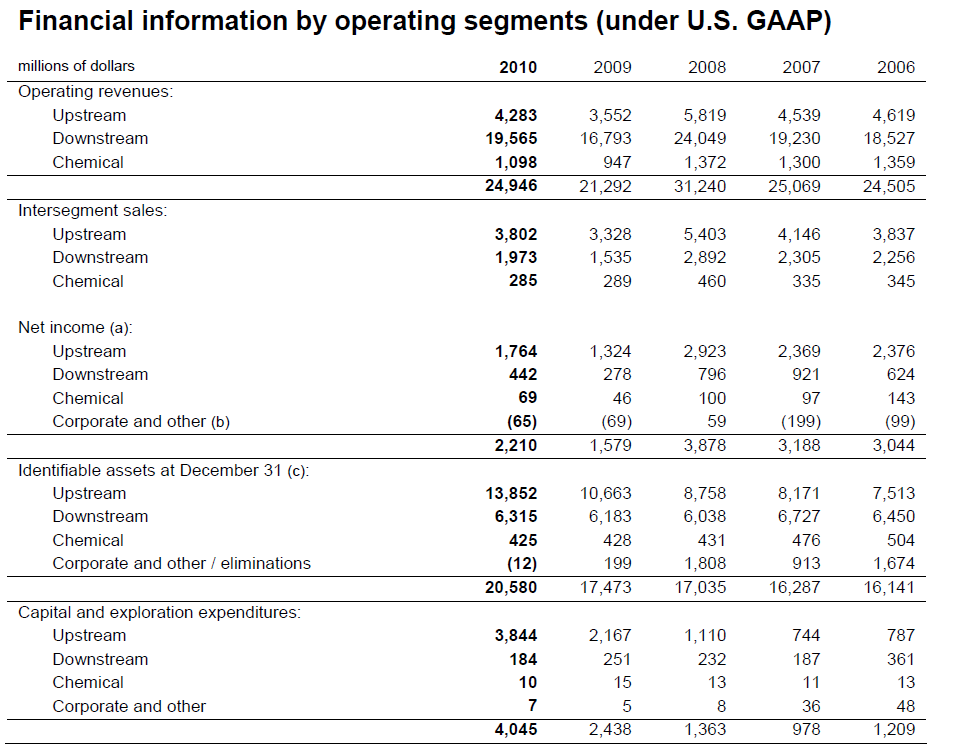 Financial information by operating segments (under U.S. GAAP)
millions of dollars 2010 2009 2008 2007 2006
Operating revenues:
Upstream 4,283 3,552 5,819 4,539 4,619
Downstream 19,565 16,793 24,049 19,230 18,527
Chemical 1,098 947 1,372 1,300 1,359
24,946 21,292 31,240 25,069 24,505
Intersegment sales:
Upstream 3,802 3,328 5,403 4,146 3,837
Downstream 1,973 1,535 2,892 2,305 2,256
Chemical 285 289 460 335 345
Net income (a):
Upstream 1,764 1,324 2,923 2,369 2,376
Downstream 442 278 796 921 624
Chemical 69 46 100 97 143
Corporate and other (b) (65) (69) 59 (199) (99)
2,210 1,579 3,878 3,188 3,044
Identifiable assets at December 31 (c):
Upstream 13,852 10,663 8,758 8,171 7,513
Downstream 6,315 6,183 6,038 6,727 6,450
Chemical 425 428 431 476 504
Corporate and other / eliminations (12) 199 1,808 913 1,674
20,580 17,473 17,035 16,287 16,141
Capital and exploration expenditures:
Upstream 3,844 2,167 1,110 744 787
Downstream 184 251 232 187 361
Chemical 10 15 13 11 13
Corporate and other 7 5 8 36 48
4,045 2,438 1,363 978 1,209